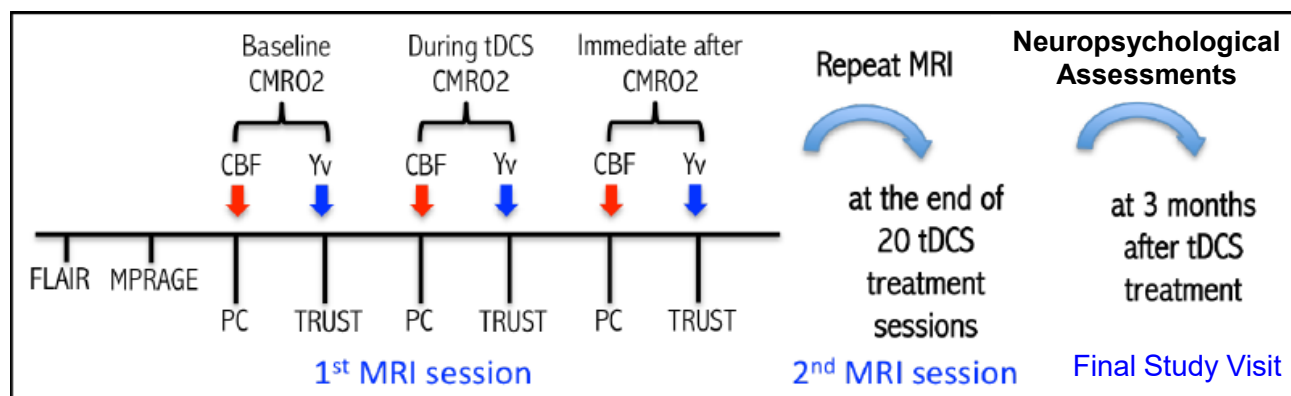 Baseline
CMRO2
During tDCS
CMRO2
Immediate after
CMRO2
CBF Yv CBF Yv CBF Yv
FLAIR MPRAGE
PC TRUST PC TRUST PC TRUST
1st MRI session
Repeat MRI
at the end of
20 tDCS
treatment
sessions
2nd MRI session
Neuropsychological
Assessments
at 3 months
after tDCS
treatment
Final Study Visit